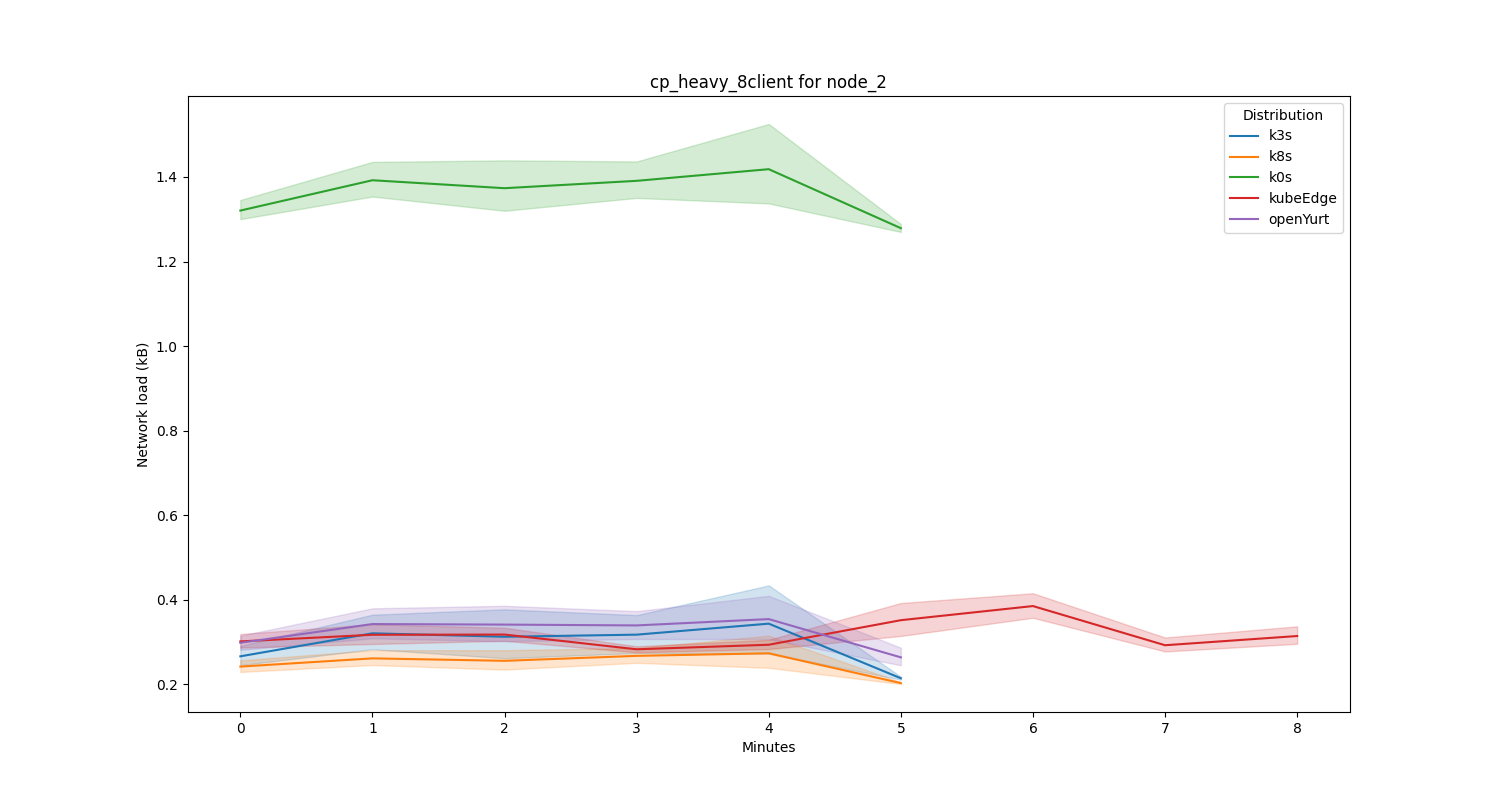 cp_heavy_8client for node_2
Distribution
k3s
k8s
k0s
kubeEdge
openYurt
Network load (kB)
1.4
1.2
1.0
0.8
0.6
0.4
0.2
0 1 2 3 4 5 6 7 8
Minutes